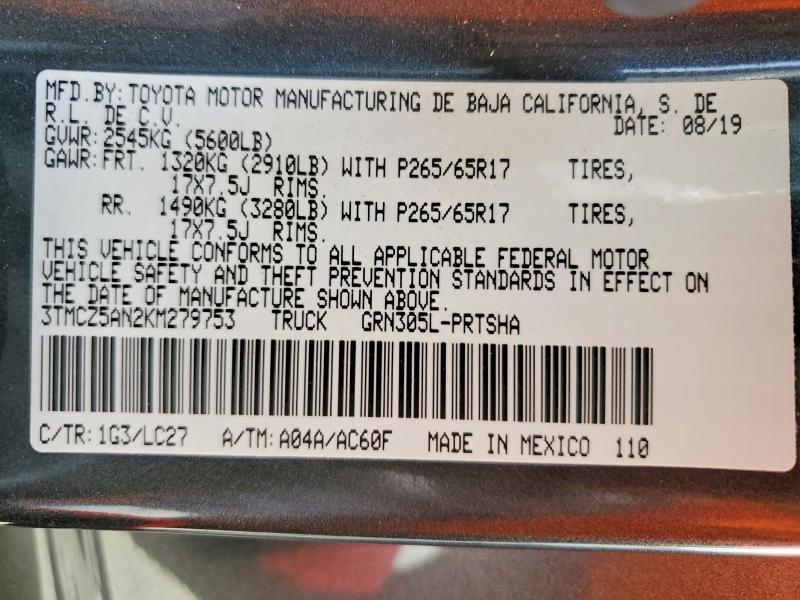 MFD.BY: TOYOTA MOTOR MANUFACTURING DE BAJA CALIFORNIA, S. DE
R.L. DE C.V. DATE: 08/19
GVWR: 2545KG (5600LB)
GAWR: FRT. 1320KG (2910LB) WITH P265/65R17 TIRES,
17X7.5J RIMS.
RR. 1490KG (3280LB) WITH P265/65R17 TIRES,
17X7.5J RIMS.
THIS VEHICLE CONFORMS TO ALL APPLICABLE FEDERAL MOTOR
VEHICLE SAFETY AND THEFT PREVENTION STANDARDS IN EFFECT ON
THE DATE OF MANUFACTURE SHOWN ABOVE.
3TMCZ5AN2KM279753 TRUCK GRN305L-PRTSHA
C/TR: 1G3/LC27 A/TM: A04A/AC60F MADE IN MEXICO 110